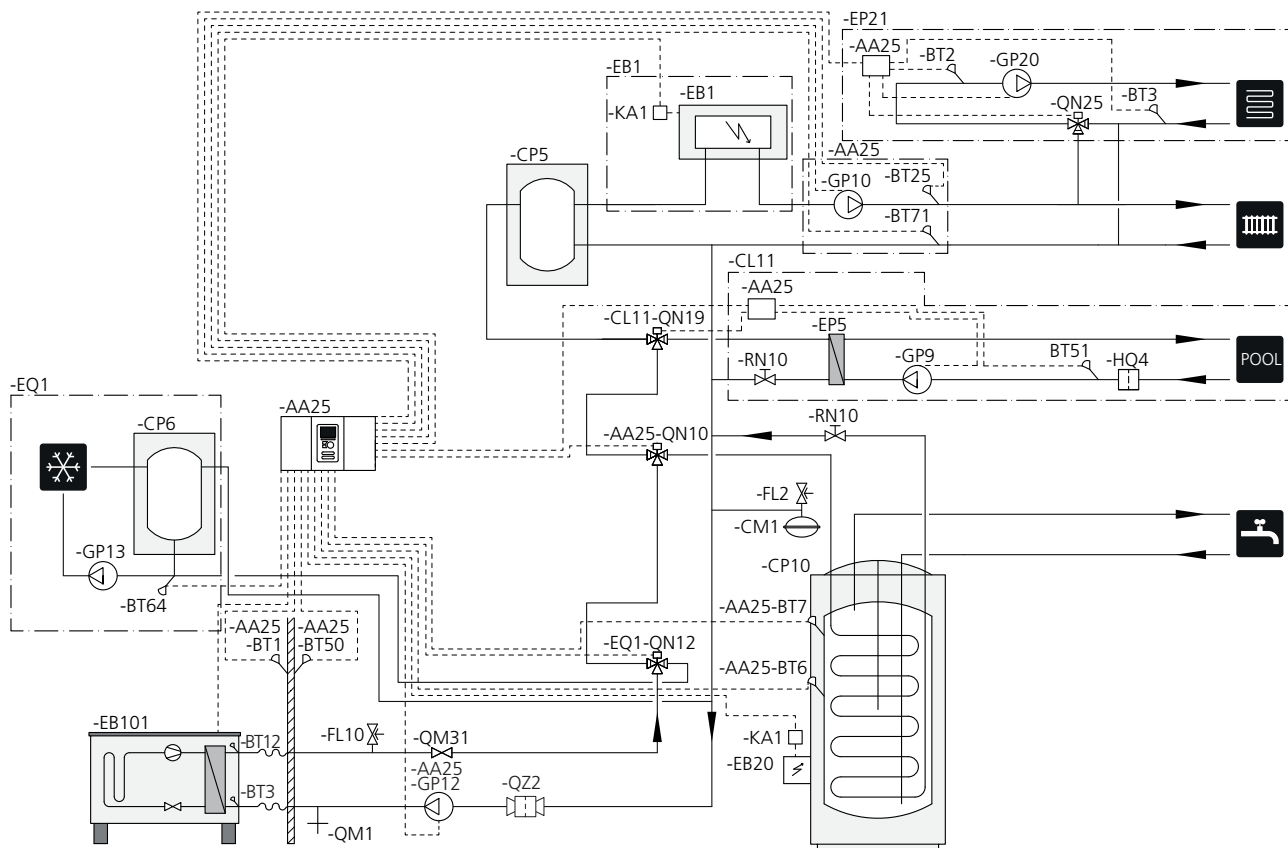 -EP21
-AA25
-BT2
-GP20
-EB1
-EB1
-QN25
-BT3
-KA1
-CP5
-AA25
-GP10
-BT25
-BT71
-CL11
-AA25
-CL11-QN19
-EP5
-RN10
-GP9
BT51
-HQ4
POOL
-EQ1
-CP6
-AA25
-RN10
-AA25-QN10
-FL2
-CM1
-GP13
-CP10
-BT64
-AA25
-BT1
-AA25
-BT50
-AA25-BT7
-EQ1-QN12
-AA25-BT6
-EB101
-BT12
-FL10
-QM31
-KA1
-EB20
-AA25
-GP12
-QZ2
-BT3
-QM1